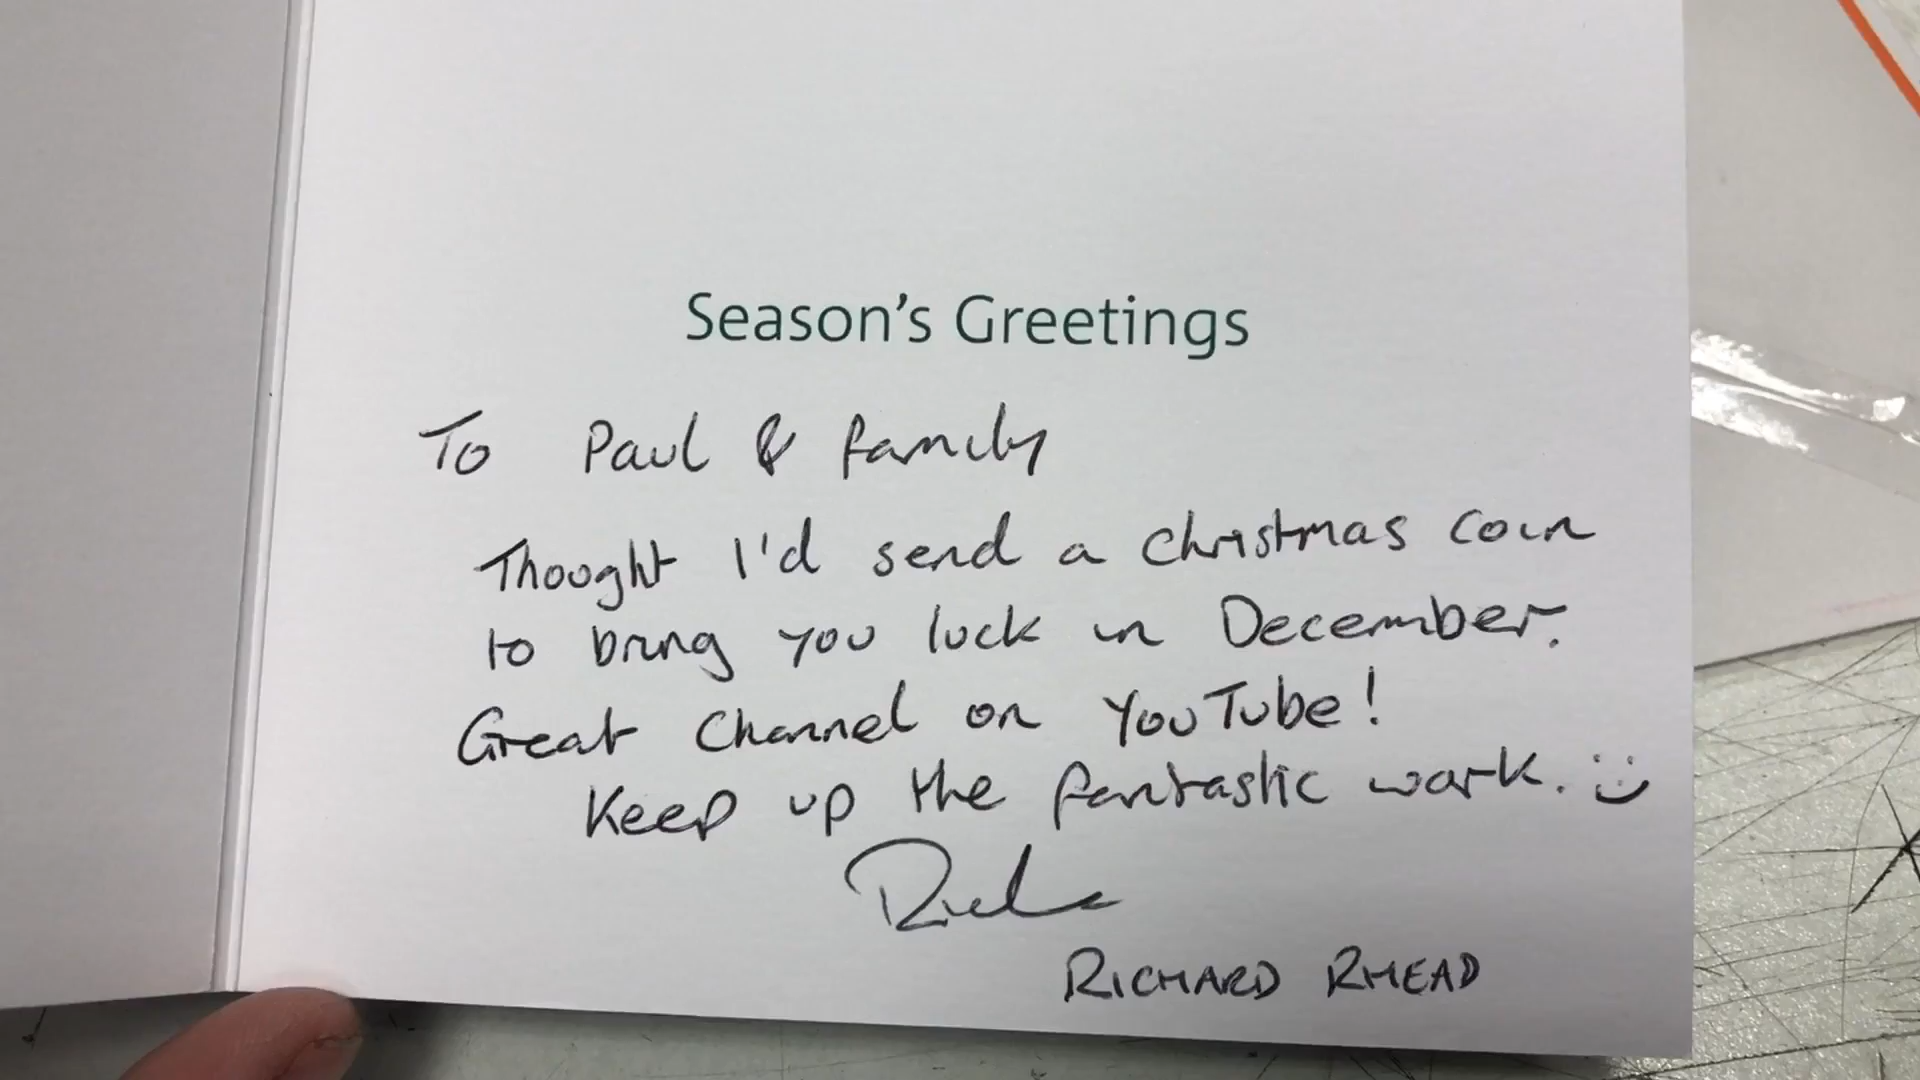 Season's Greetings
To Paul & family
Thought I'd send a Christmas coin
to bring you luck in December.
Great Channel on YouTube!
Keep up the fantastic work. :)
Rich
RICHARD RHEAD